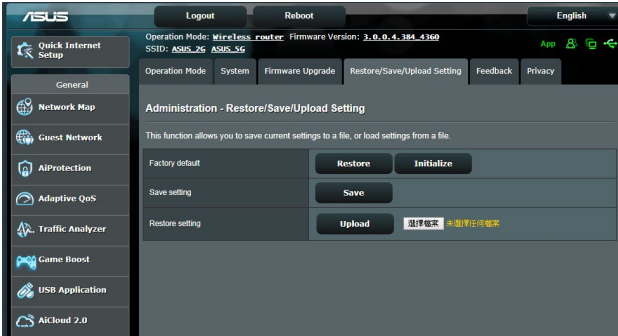 ASUS
Logout
Reboot
English
Operation Mode: Wireless router Firmware Version: 3.0.0.4.384_4360
SSID: ASUS_2G ASUS_5G
App
Quick Internet
Setup
General
Network Map
Guest Network
AiProtection
Adaptive QoS
Traffic Analyzer
Game Boost
USB Application
AiCloud 2.0
Operation Mode
System
Firmware Upgrade
Restore/Save/Upload Setting
Feedback
Privacy
Administration - Restore/Save/Upload Setting
This function allows you to save current settings to a file, or load settings from a file.
Factory default
Restore
Initialize
Save setting
Save
Restore setting
Upload
選擇檔案 未選擇任何檔案